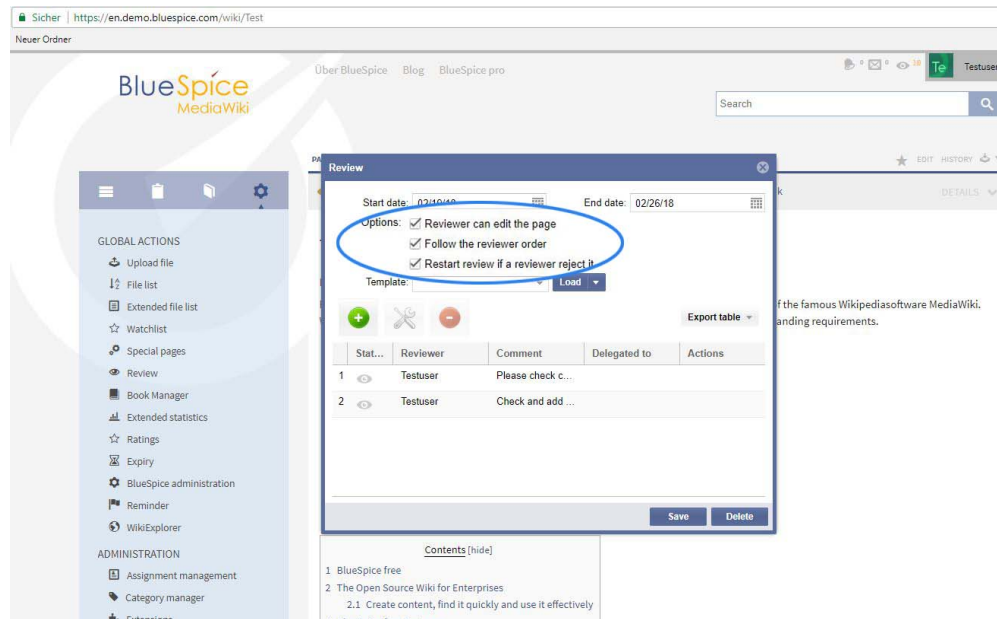 Sicher | https://en.demo.bluespice.com/wiki/Test
Neuer Ordner
BlueSpice
MediaWiki
Über BlueSpice Blog BlueSpice pro
Te Testuser
Search
EDIT HISTORY
DETAILS
Review
Start date: 02/19/18 End date: 02/26/18
Options: Reviewer can edit the page
Follow the reviewer order
Restart review if a reviewer reject it
Template: Load
Export table
Stat... Reviewer Comment Delegated to Actions
1 Testuser Please check c...
2 Testuser Check and add ...
Save Delete
GLOBAL ACTIONS
Upload file
File list
Extended file list
Watchlist
Special pages
Review
Book Manager
Extended statistics
Ratings
Expiry
BlueSpice administration
Reminder
WikiExplorer
ADMINISTRATION
Assignment management
Category manager
of the famous Wikipediasoftware MediaWiki.
anding requirements.
Contents [hide]
1 BlueSpice free
2 The Open Source Wiki for Enterprises
2.1 Create content, find it quickly and use it effectively